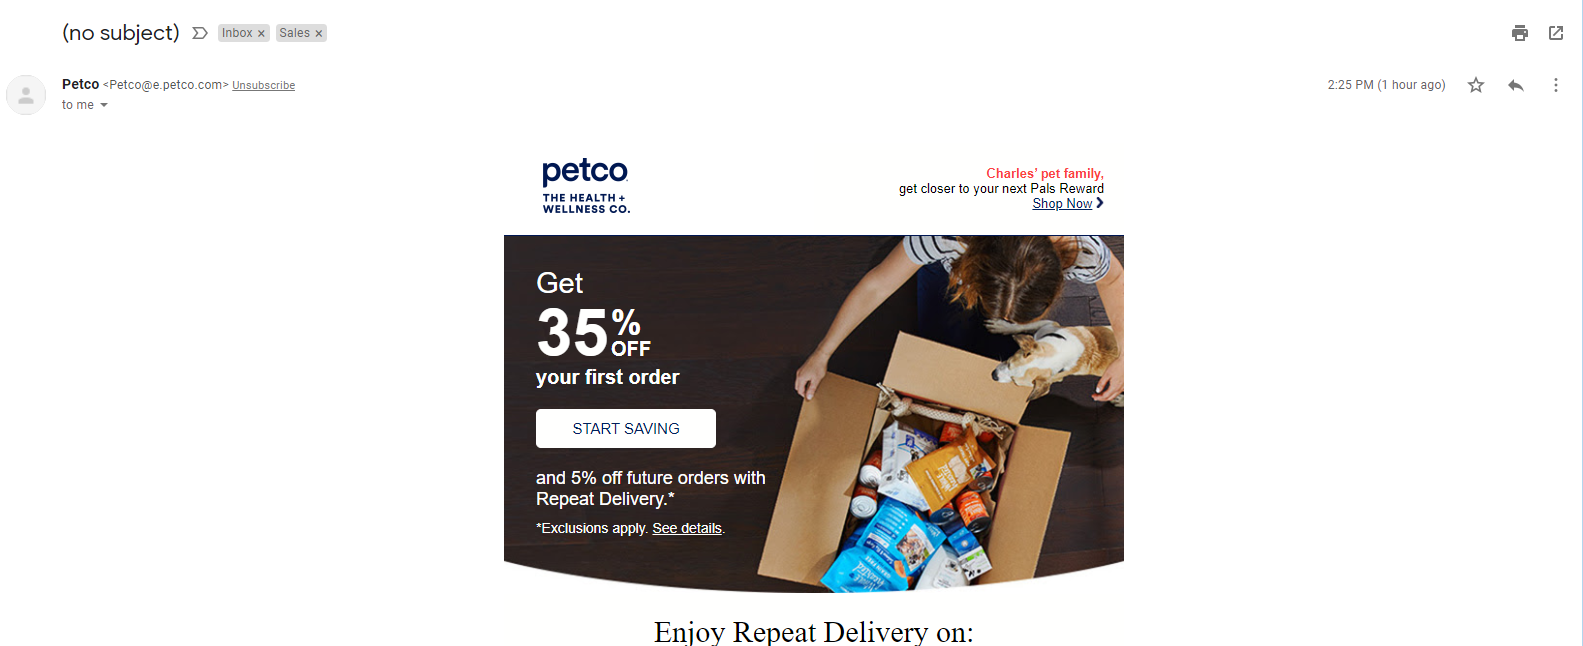 (no subject)
Inbox ×
Sales ×
Petco <Petco@e.petco.com> Unsubscribe
2:25 PM (1 hour ago)
to me
petco
THE HEALTH +
WELLNESS CO.
Charles' pet family,
get closer to your next Pals Reward
Shop Now
Get
35%
OFF
your first order
START SAVING
and 5% off future orders with
Repeat Delivery.*
*Exclusions apply. See details.
Enjoy Repeat Delivery on: